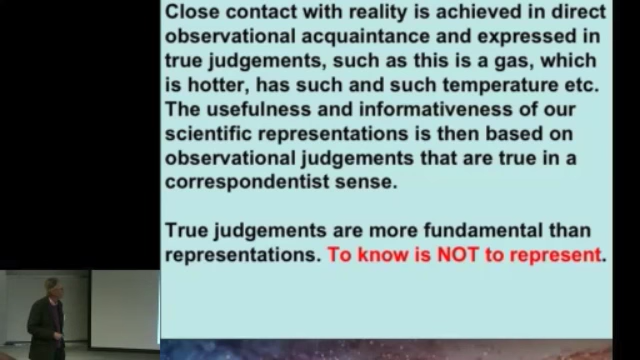 Close contact with reality is achieved in direct
observational acquaintance and expressed in
true judgements, such as this is a gas, which
is hotter, has such and such temperature etc.
The usefulness and informativeness of our
scientific representations is then based on
observational judgements that are true in a
correspondentist sense.
True judgements are more fundamental than
representations. To know is NOT to represent.